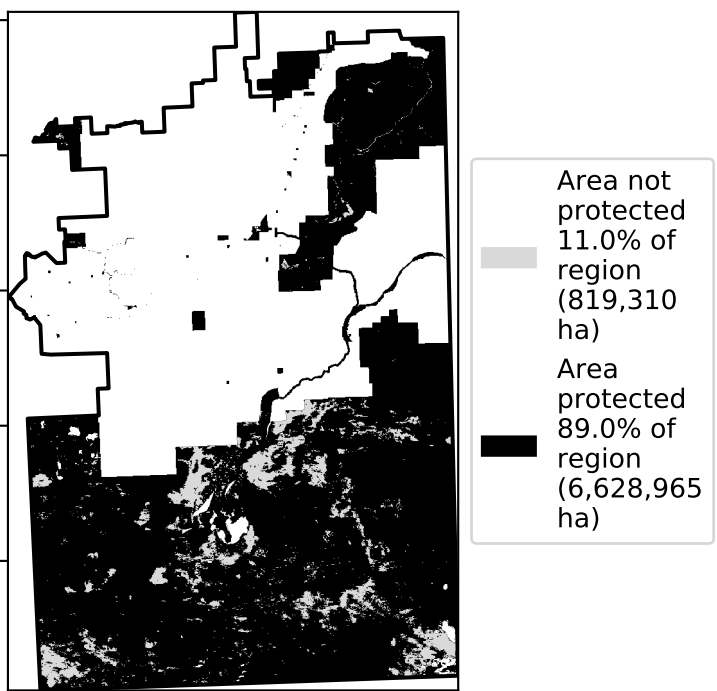 Area not
protected
11.0% of
region
(819,310
ha)
Area
protected
89.0% of
region
(6,628,965
ha)